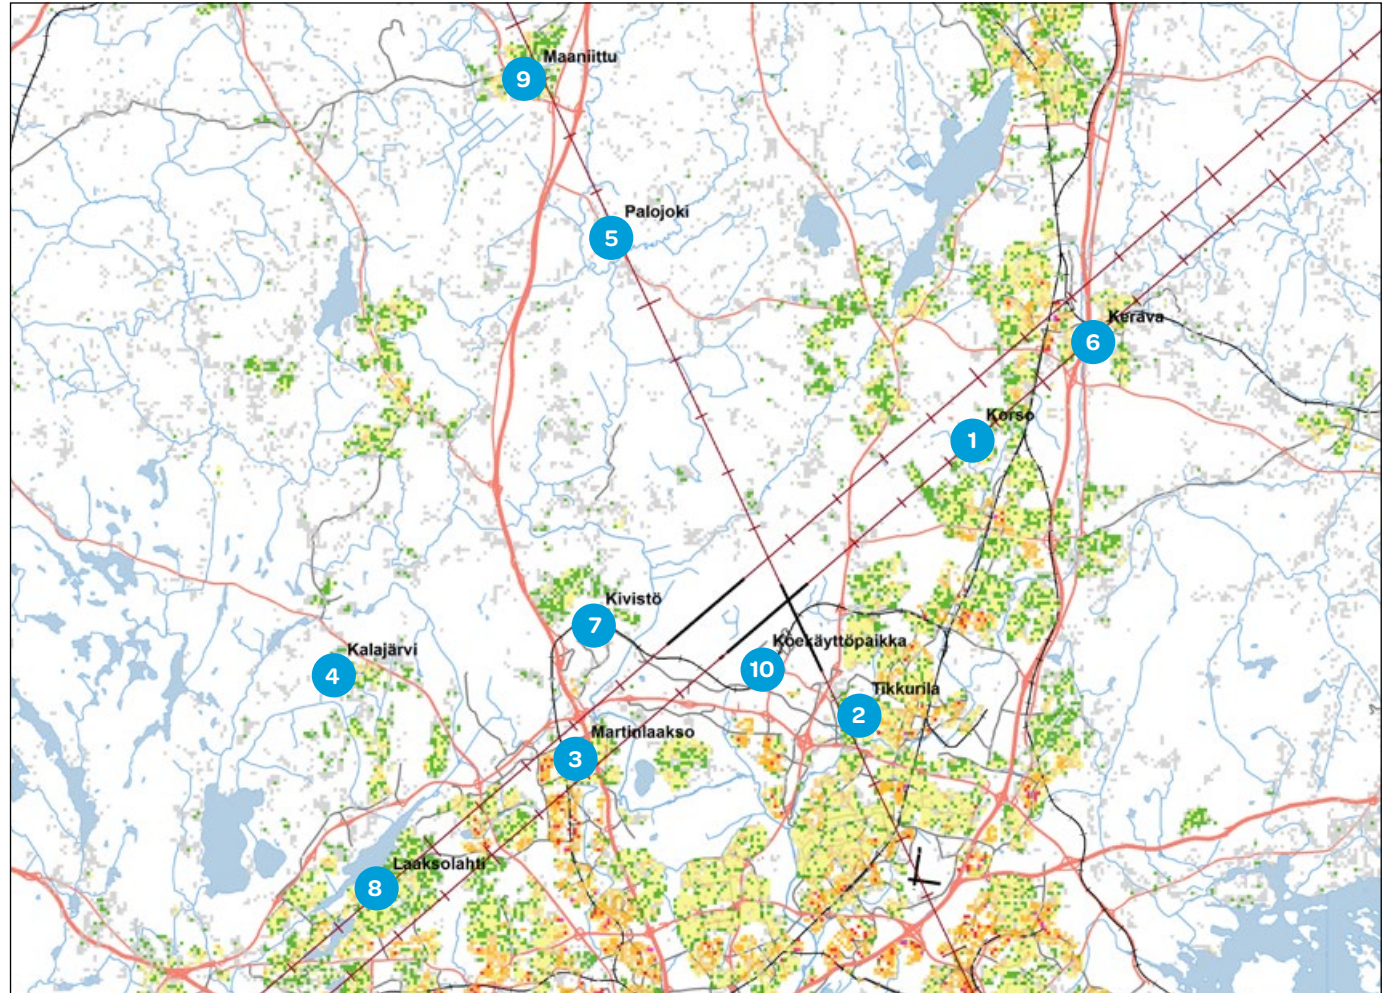 Maaniittu
9
Palojoki
5
Kerava
6
Korso
1
Kivistö
7
Koekäyttöpaikka
10
Kalajärvi
4
Tikkurila
2
Martinlaakso
3
Laaksolahti
8